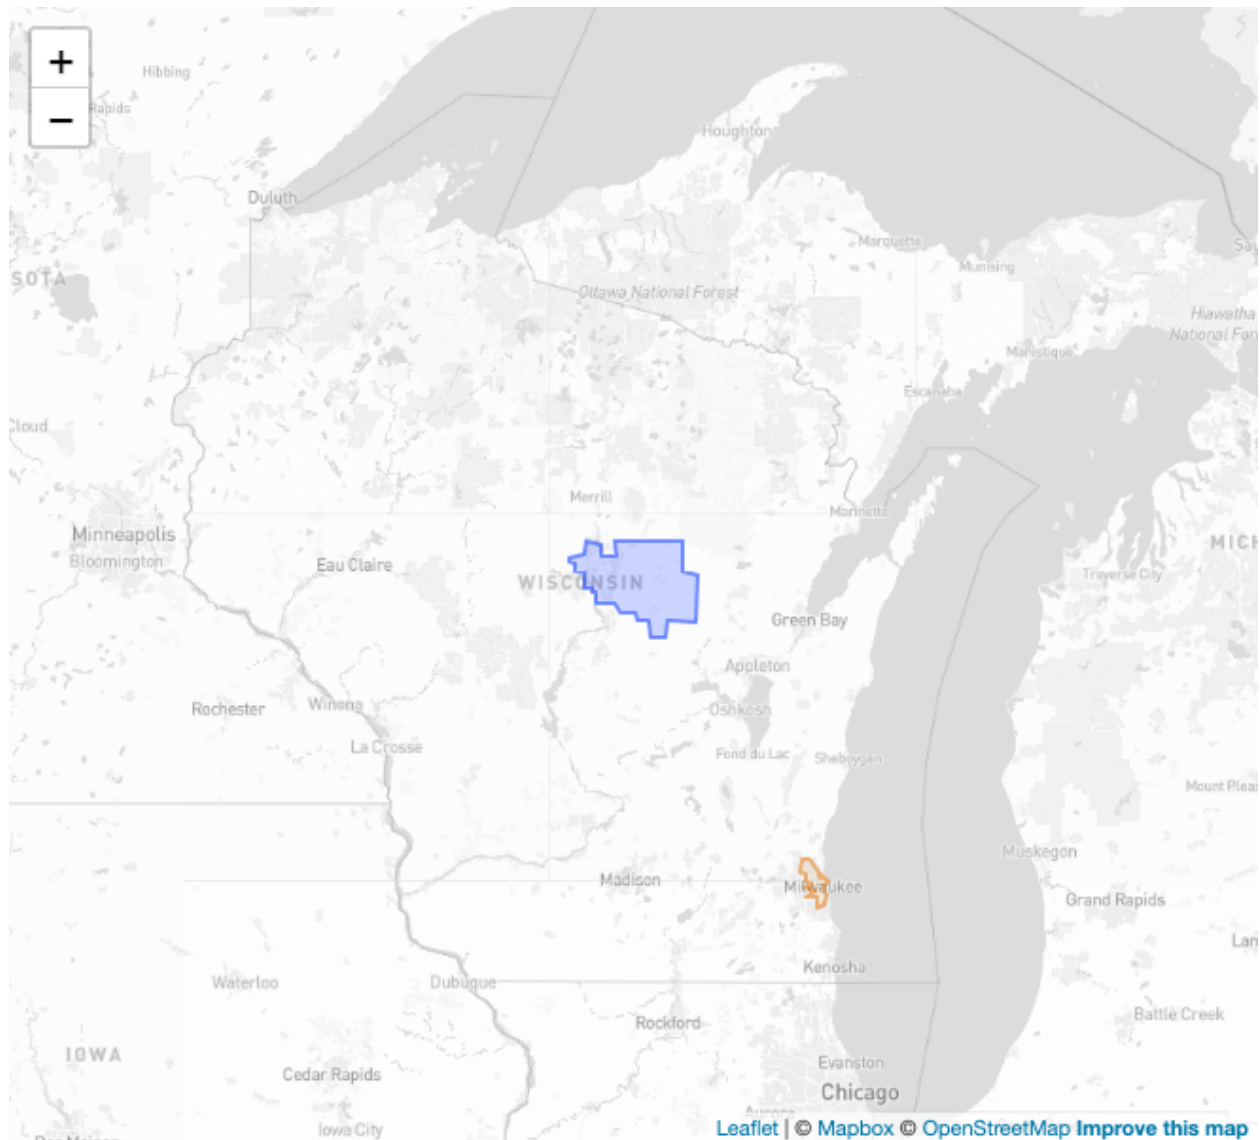 +
Hibbing
Rapids
−
Houghton
Duluth
Marquette
Sau
Munising
SOTA
Ottawa National Forest
Hiawatha
National For
Manistique
Escanaba
Cloud
Merrill
Marinette
Minneapolis
MICH
Bloomington
Eau Claire
Traverse City
WISCONSIN
Green Bay
Appleton
Rochester
Winona
Oshkosh
La Crosse
Fond du Lac
Sheboygan
Mount Pleas
Muskegon
Madison
Milwaukee
Grand Rapids
Lan
Kenosha
Waterloo
Dubuque
Rockford
Battle Creek
IOWA
Evanston
Cedar Rapids
Chicago
Aurora
Iowa City
Leaflet | © Mapbox © OpenStreetMap Improve this map